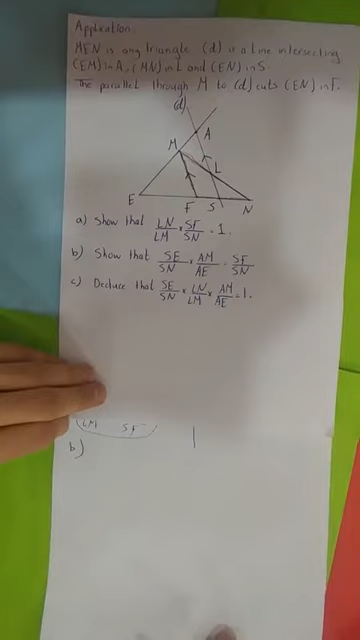 Application:
MEN is any triangle (d) is a line intersecting
(EM) in A, (MN) in L and (EN) in S.
The parallel through M to (d) cuts (EN) in F.
(d)
A
M
L
E
F
S
N
a) Show that LN/LM × SF/SN = 1.
b) Show that SE/SN × AM/AE = SF/SN
c) Deduce that SE/SN × LN/LM × AM/AE = 1.
LM SF
b)